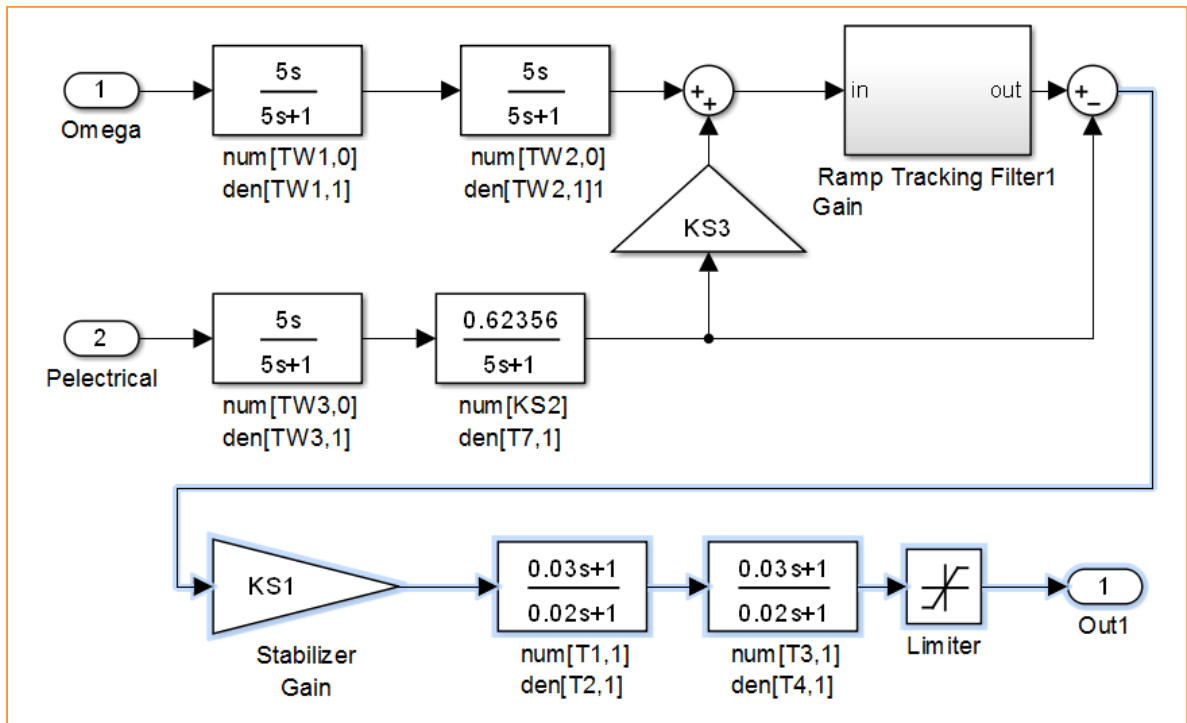 1
Omega
5s
5s+1
num[TW1,0]
den[TW1,1]
5s
5s+1
num[TW2,0]
den[TW2,1]1
+
+
in
out
Ramp Tracking Filter1
Gain
+
−
KS3
2
Pelectrical
5s
5s+1
num[TW3,0]
den[TW3,1]
0.62356
5s+1
num[KS2]
den[T7,1]
KS1
Stabilizer
Gain
0.03s+1
0.02s+1
num[T1,1]
den[T2,1]
0.03s+1
0.02s+1
num[T3,1]
den[T4,1]
Limiter
1
Out1